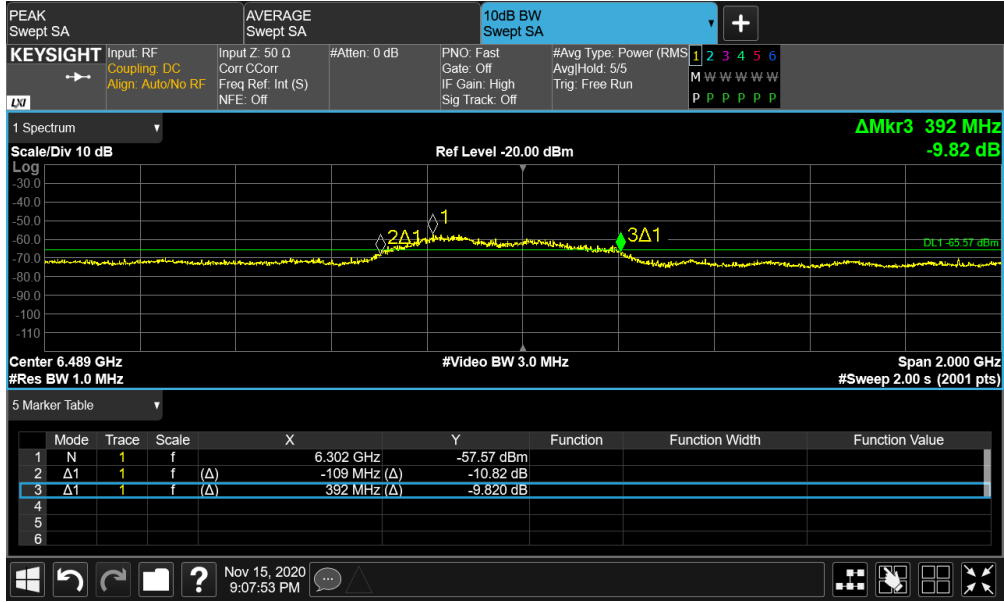 PEAK
Swept SA
AVERAGE
Swept SA
10dB BW
Swept SA
+
KEYSIGHT
LXI
Input: RF
Coupling: DC
Align: Auto/No RF
Input Z: 50 Ω
Corr CCorr
Freq Ref: Int (S)
NFE: Off
#Atten: 0 dB
PNO: Fast
Gate: Off
IF Gain: High
Sig Track: Off
#Avg Type: Power (RMS
Avg|Hold: 5/5
Trig: Free Run
1 2 3 4 5 6
M W W W W W
P P P P P P
1 Spectrum
ΔMkr3 392 MHz
-9.82 dB
Scale/Div 10 dB
Ref Level -20.00 dBm
Log
-30.0
-40.0
-50.0
-60.0
-70.0
-80.0
-90.0
-100
-110
1
2Δ1
3Δ1
DL1 -65.57 dBm
Center 6.489 GHz
#Video BW 3.0 MHz
Span 2.000 GHz
#Res BW 1.0 MHz
#Sweep 2.00 s (2001 pts)
5 Marker Table
Mode Trace Scale X Y Function Function Width Function Value
1 N 1 f 6.302 GHz -57.57 dBm
2 Δ1 1 f (Δ) -109 MHz (Δ) -10.82 dB
3 Δ1 1 f (Δ) 392 MHz (Δ) -9.820 dB
4
5
6
?
Nov 15, 2020
9:07:53 PM